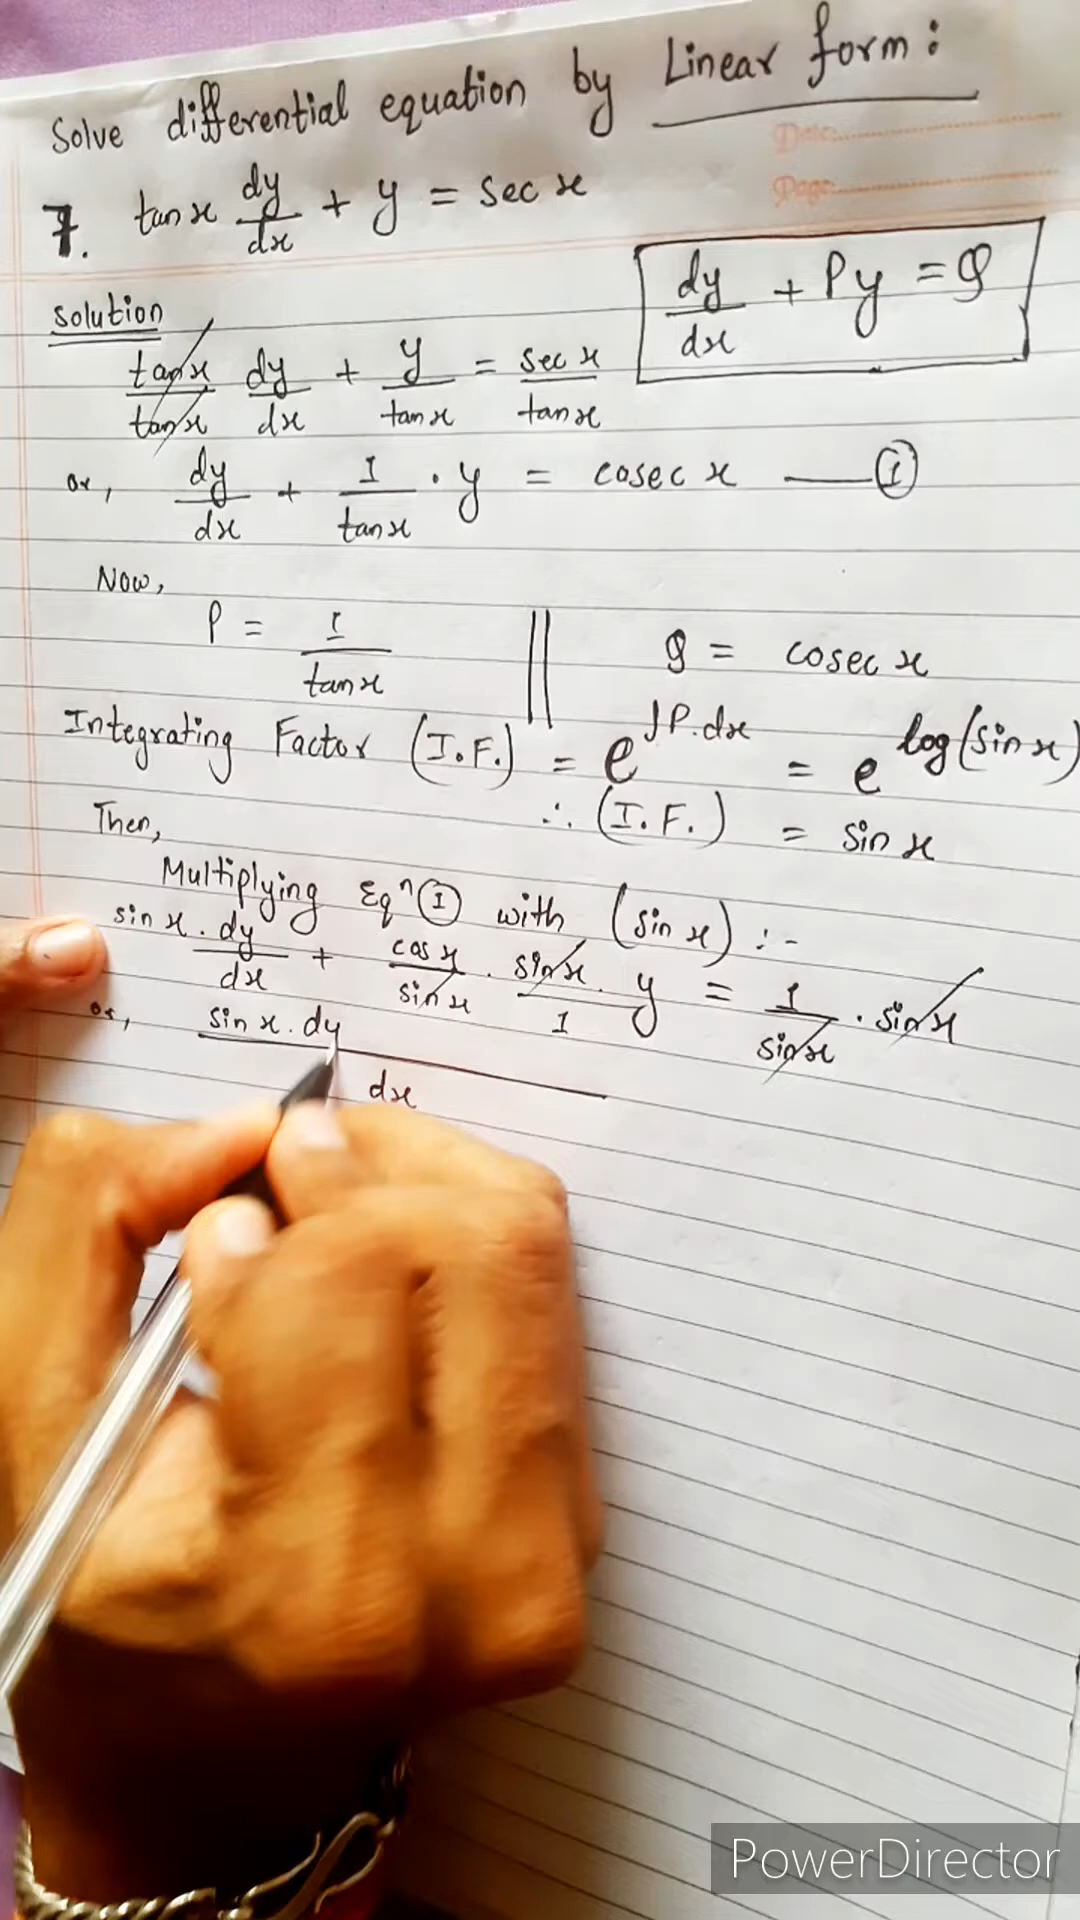 Solve differential equation by Linear form:
Date:
Page:
7. tan x dy/dx + y = sec x
dy/dx + Py = Q
Solution
tan x/tan x dy/dx + y/tan x = sec x/tan x
or, dy/dx + 1/tan x · y = cosec x —— ①
Now,
P = 1/tan x || Q = cosec x
Integrating Factor (I.F.) = e^∫P.dx = e^log(sin x)
∴ (I.F.) = sin x
Then,
Multiplying Eqⁿ ① with (sin x) :-
sin x . dy/dx + cos x/sin x . sin x/1 . y = 1/sin x . sin x
or, sin x . dy
dx
PowerDirector